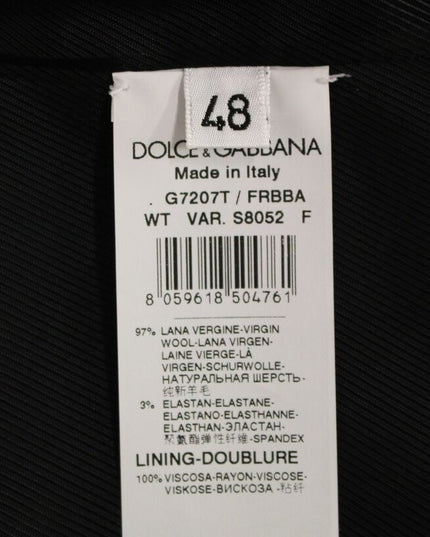 48
DOLCE & GABBANA
Made in Italy
. G7207T / FRBBA
WT VAR. S8052 F
8 059618 504761
97% LANA VERGINE-VIRGIN
WOOL-LANA VIRGEN-
LAINE VIERGE-LÀ
VIRGEN-SCHURWOLLE-
НАТУРАЛЬНАЯ ШЕРСТЬ-
纯新羊毛
3% ELASTAN-ELASTANE-
ELASTANO-ELASTHANNE-
ELASTHAN-ЭЛАСТАН-
聚氨酯弹性纤维-SPANDEX
LINING-DOUBLURE
100% VISCOSA-RAYON-VISCOSE-
VISKOSE-ВИСКОЗА -粘纤